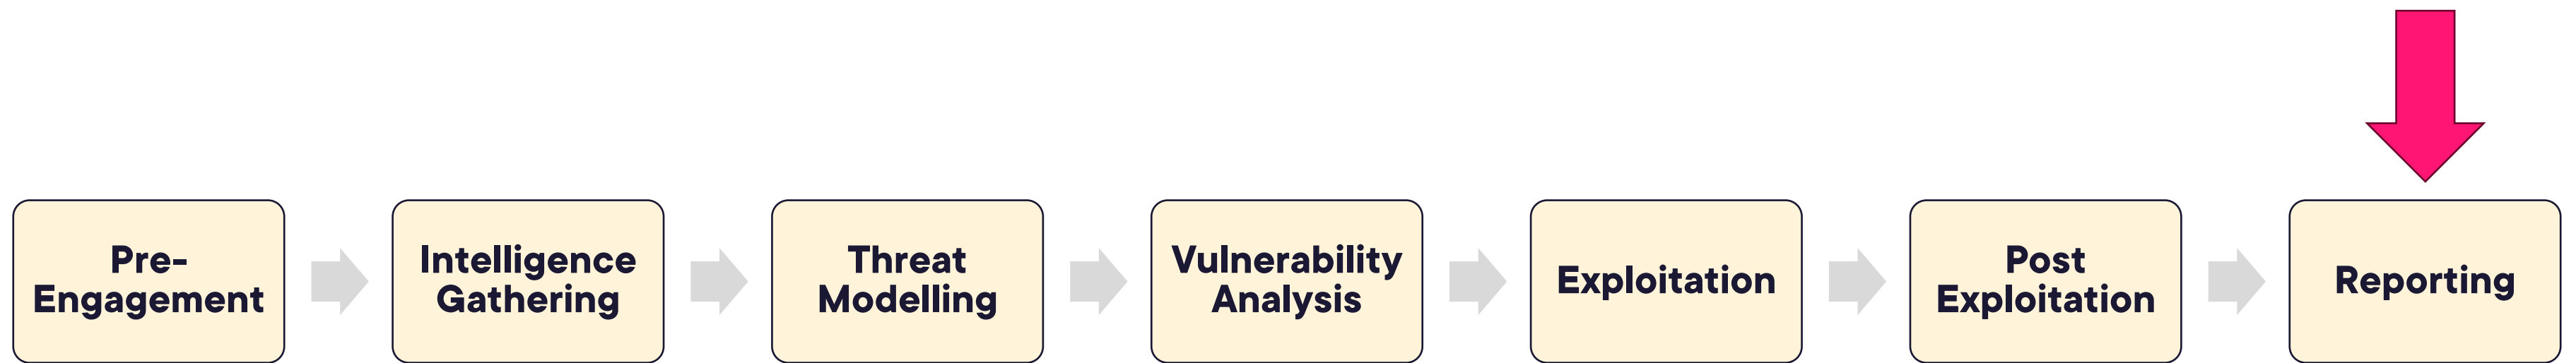 Pre-
Engagement
Intelligence
Gathering
Threat
Modelling
Vulnerability
Analysis
Exploitation
Post
Exploitation
Reporting